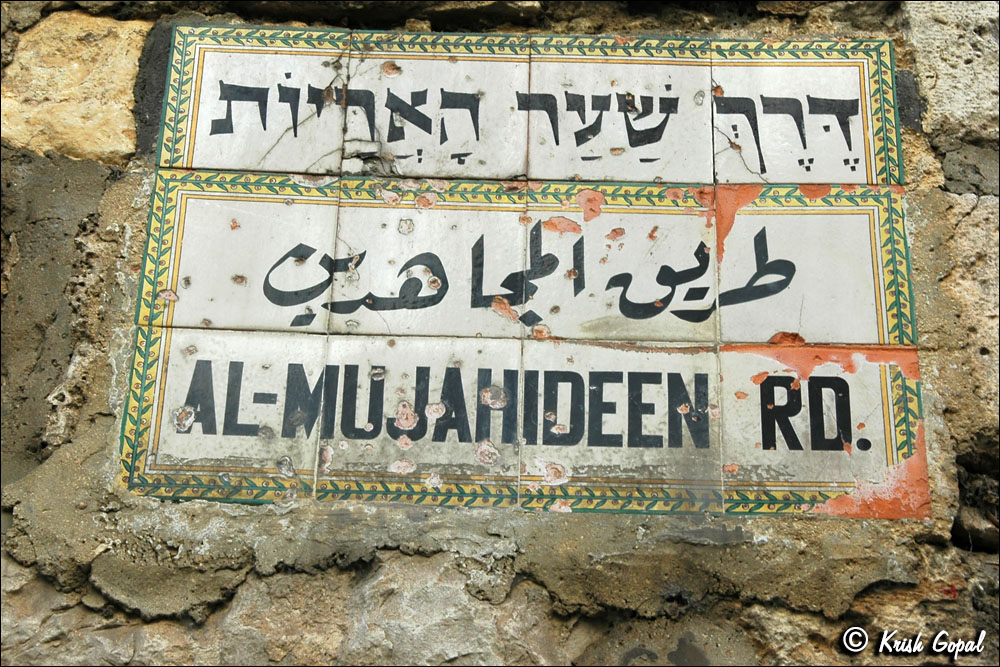 דֶּרֶךְ שַׁעַר הָאֲרָיוֹת
طريق المجاهدين
AL-MUJAHIDEEN RD.
© Krish Gopal